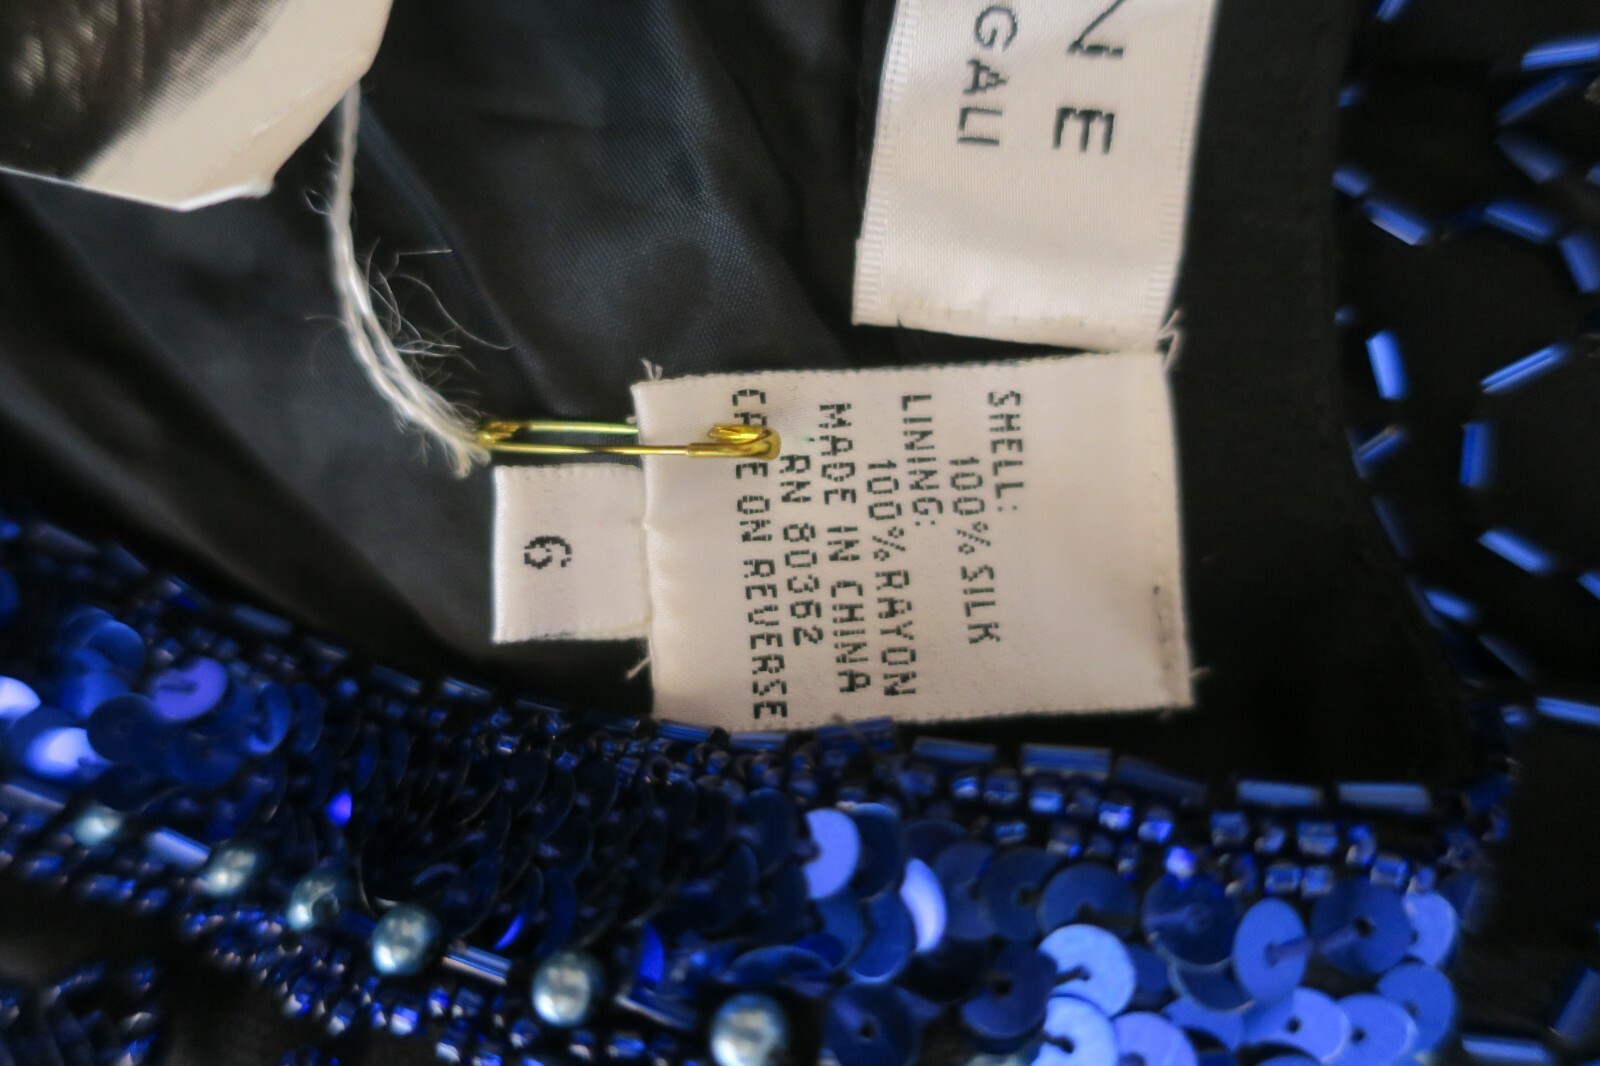 NE
GALI
SHELL:
100% SILK
LINING:
100% RAYON
MADE IN CHINA
RN 80362
CARE ON REVERSE
6